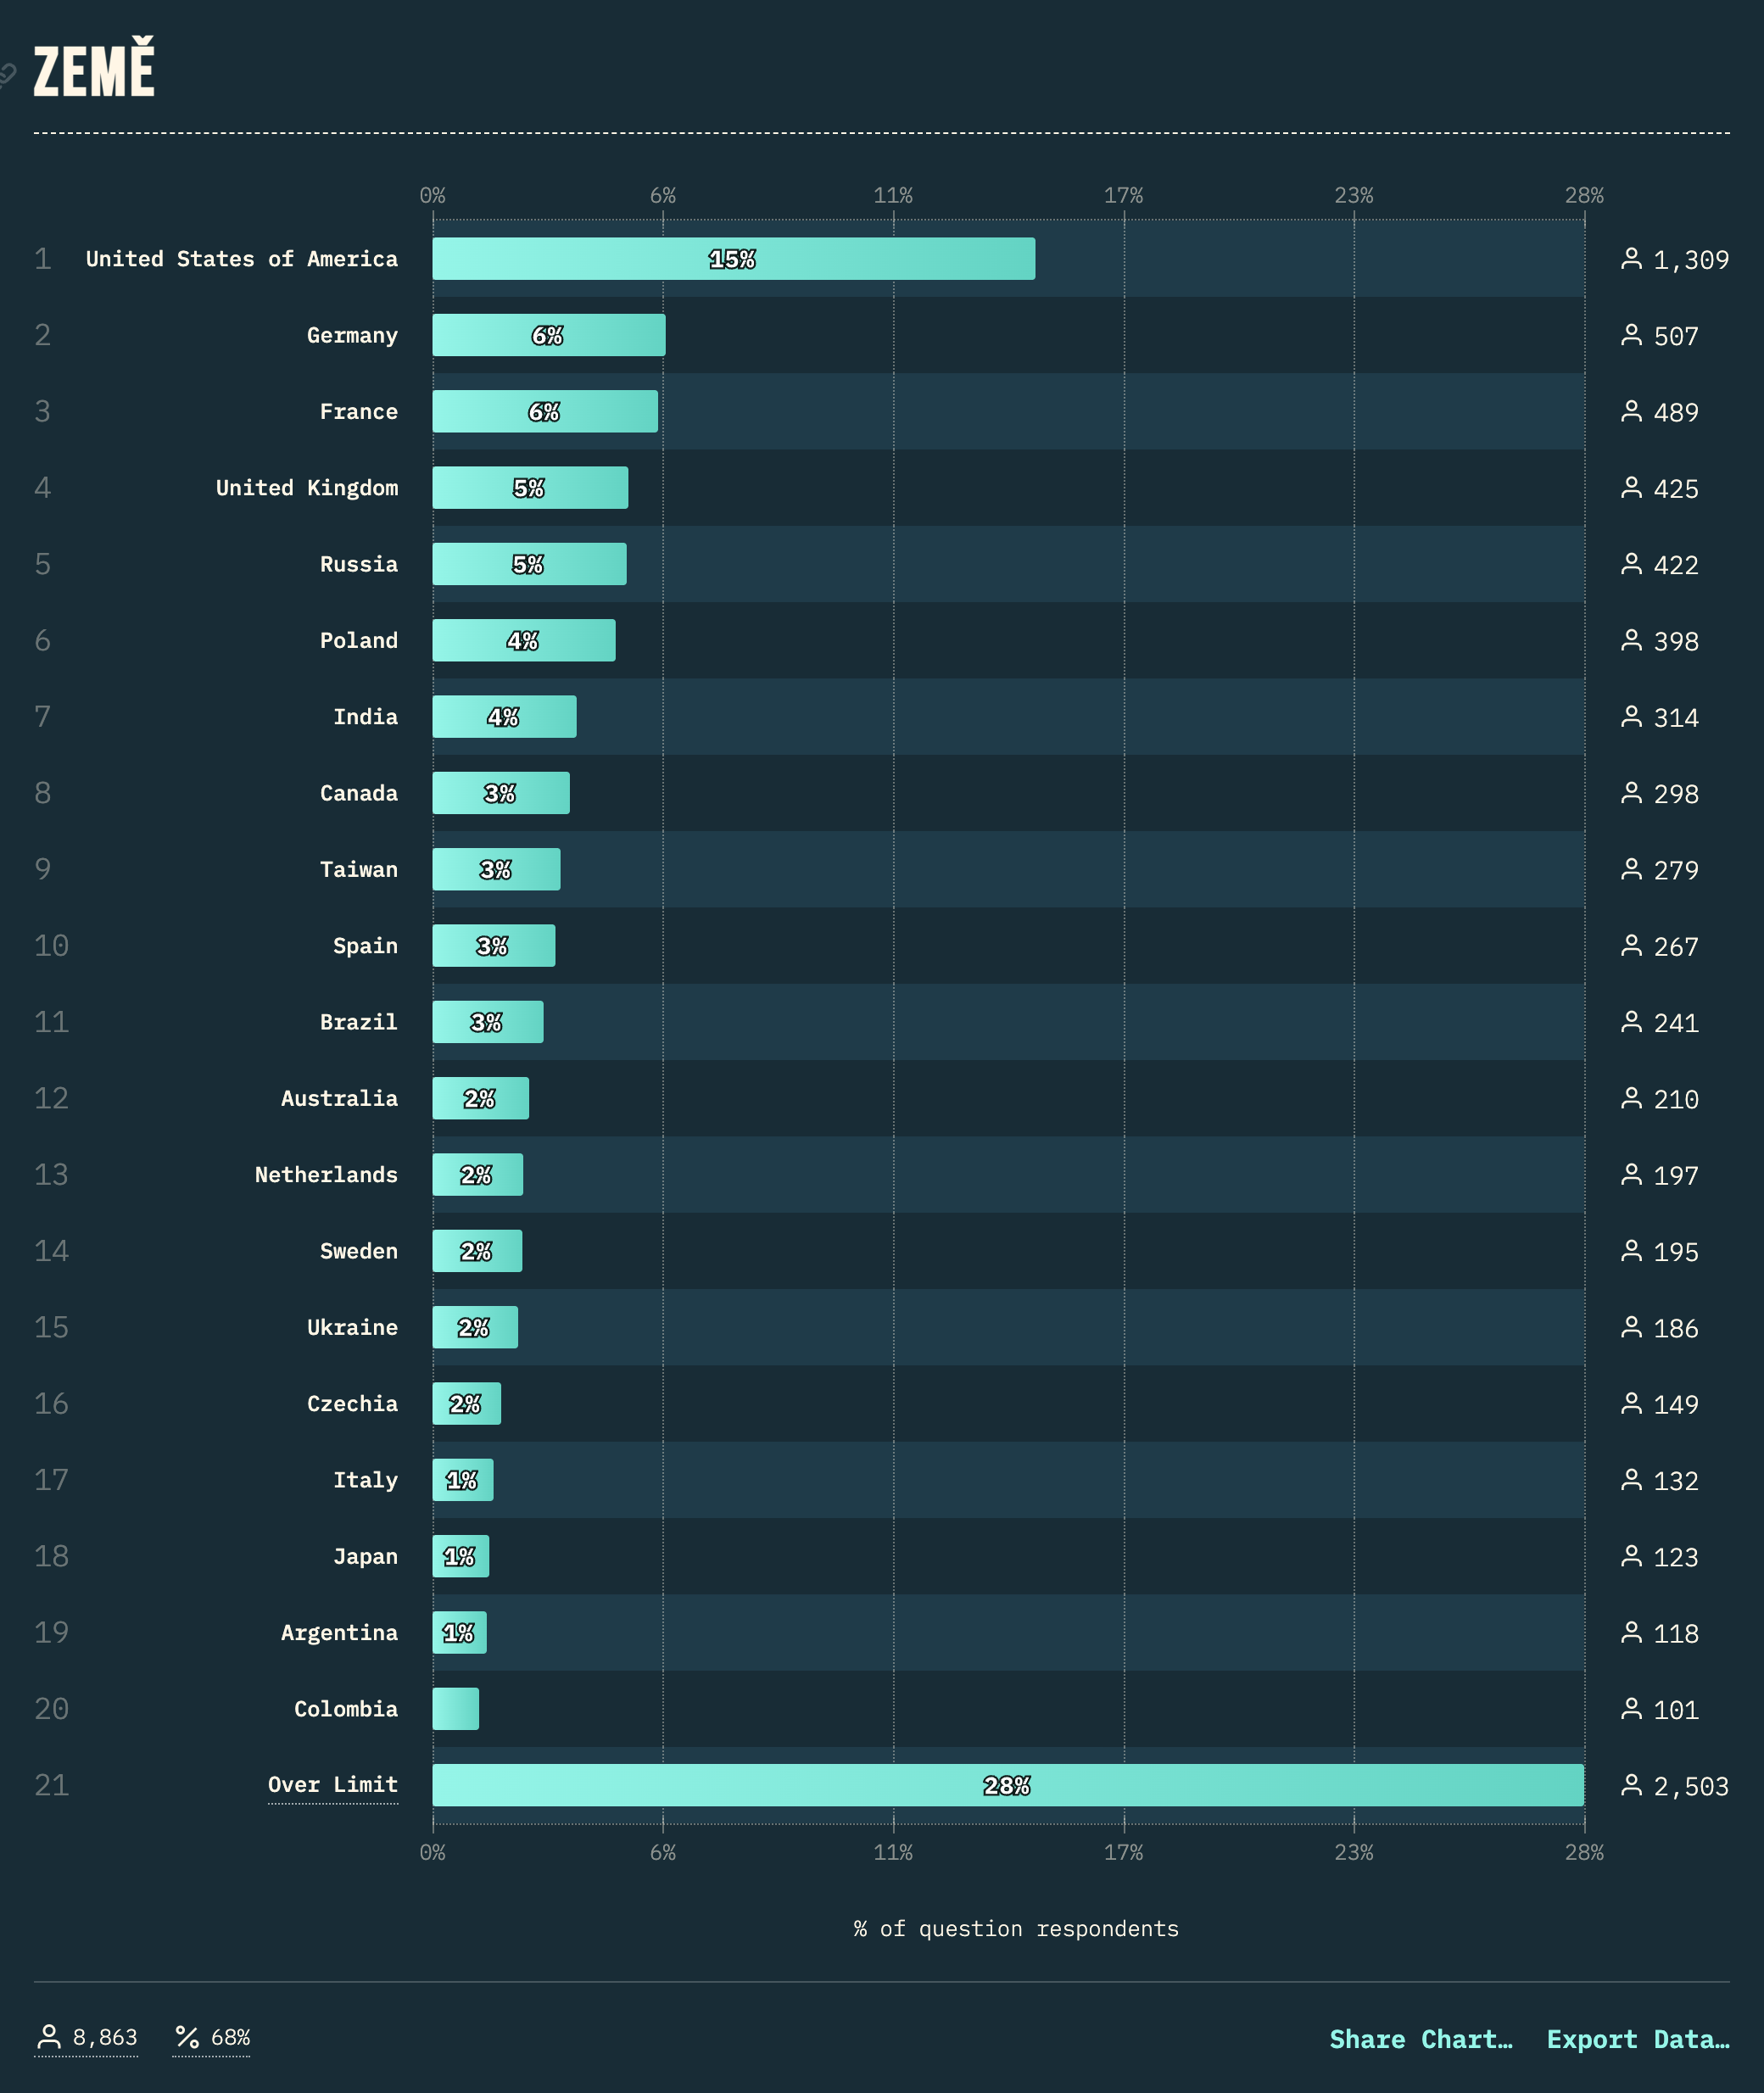 ZEMĚ
0% 6% 11% 17% 23% 28%
1 United States of America 15% 1,309
2 Germany 6% 507
3 France 6% 489
4 United Kingdom 5% 425
5 Russia 5% 422
6 Poland 4% 398
7 India 4% 314
8 Canada 3% 298
9 Taiwan 3% 279
10 Spain 3% 267
11 Brazil 3% 241
12 Australia 2% 210
13 Netherlands 2% 197
14 Sweden 2% 195
15 Ukraine 2% 186
16 Czechia 2% 149
17 Italy 1% 132
18 Japan 1% 123
19 Argentina 1% 118
20 Colombia 101
21 Over Limit 28% 2,503
0% 6% 11% 17% 23% 28%
% of question respondents
8,863 % 68% Share Chart… Export Data…